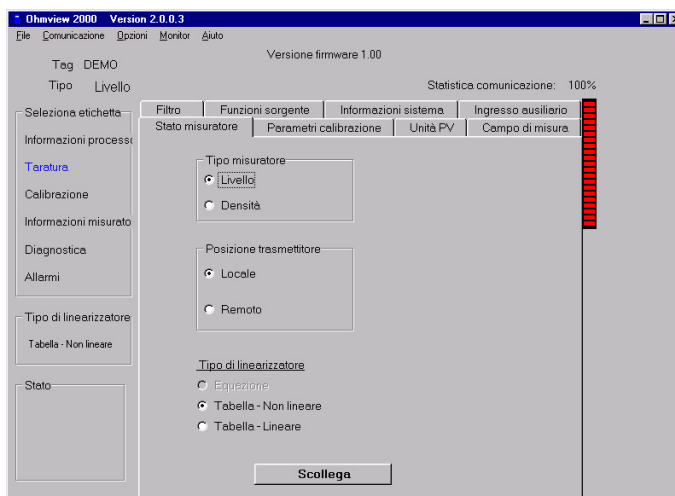 Ohmview 2000 Version 2.0.0.3
File Comunicazione Opzioni Monitor Aiuto
Versione firmware 1.00
Tag DEMO
Tipo Livello
Statistica comunicazione: 100%
Seleziona etichetta
Informazioni process
Taratura
Calibrazione
Informazioni misurato
Diagnostica
Allarmi
Tipo di linearizzatore
Tabella - Non lineare
Stato
Filtro Funzioni sorgente Informazioni sistema Ingresso ausiliario
Stato misuratore Parametri calibrazione Unità PV Campo di misura
Tipo misuratore
Livello
Densità
Posizione trasmettitore
Locale
Remoto
Tipo di linearizzatore
Equazione
Tabella - Non lineare
Tabella - Lineare
Scollega